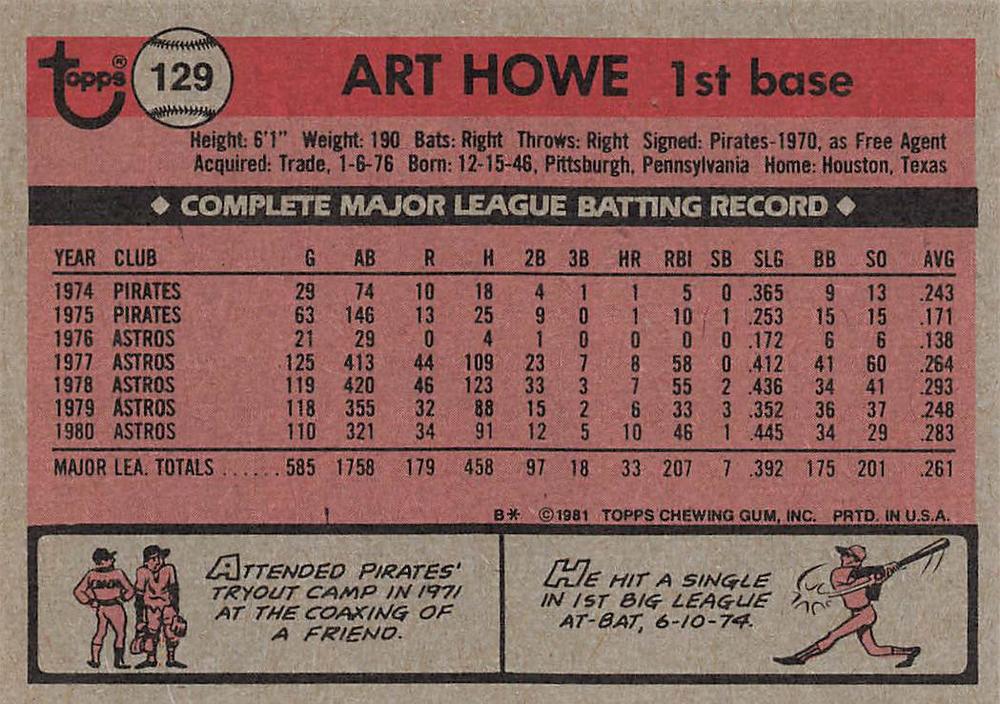 topps® 129 ART HOWE 1st base
Height: 6'1" Weight: 190 Bats: Right Throws: Right Signed: Pirates-1970, as Free Agent
Acquired: Trade, 1-6-76 Born: 12-15-46, Pittsburgh, Pennsylvania Home: Houston, Texas
◆ COMPLETE MAJOR LEAGUE BATTING RECORD ◆
YEAR CLUB G AB R H 2B 3B HR RBI SB SLG BB SO AVG
1974 PIRATES 29 74 10 18 4 1 1 5 0 .365 9 13 .243
1975 PIRATES 63 146 13 25 9 0 1 10 1 .253 15 15 .171
1976 ASTROS 21 29 0 4 1 0 0 0 0 .172 6 6 .138
1977 ASTROS 125 413 44 109 23 7 8 58 0 .412 41 60 .264
1978 ASTROS 119 420 46 123 33 3 7 55 2 .436 34 41 .293
1979 ASTROS 118 355 32 88 15 2 6 33 3 .352 36 37 .248
1980 ASTROS 110 321 34 91 12 5 10 46 1 .445 34 29 .283
MAJOR LEA. TOTALS ...... 585 1758 179 458 97 18 33 207 7 .392 175 201 .261
B* ©1981 TOPPS CHEWING GUM, INC. PRTD. IN U.S.A.
ATTENDED PIRATES'
TRYOUT CAMP IN 1971
AT THE COAXING OF
A FRIEND.
HE HIT A SINGLE
IN 1ST BIG LEAGUE
AT-BAT, 6-10-74.